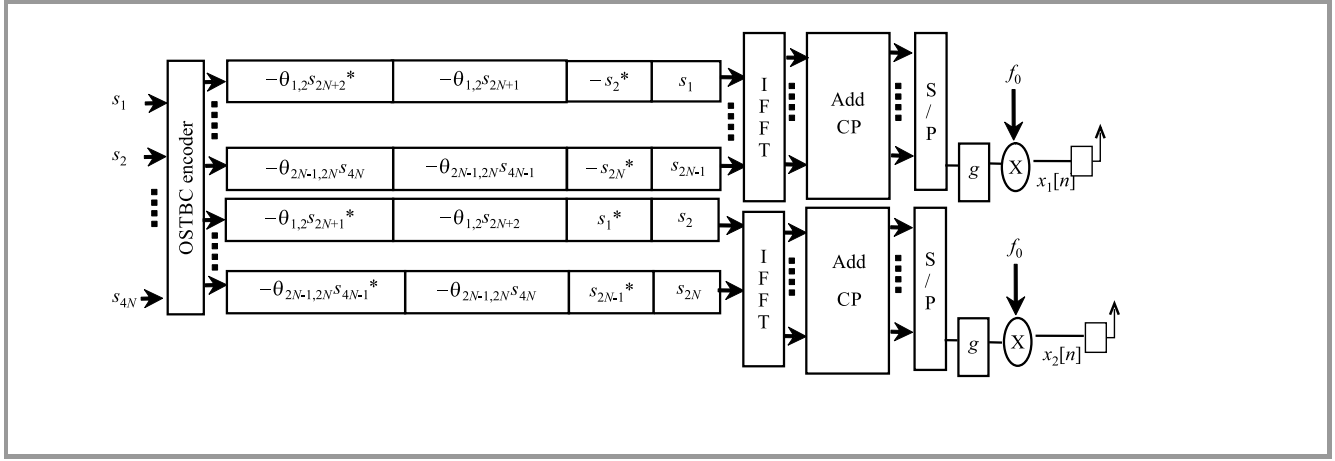 s₁
s₂
s₄N
OSTBC encoder
−θ₁,₂s₂N+₂* −θ₁,₂s₂N+₁ −s₂* s₁
−θ₂N-₁,₂Ns₄N −θ₂N-₁,₂Ns₄N-₁ −s₂N* s₂N-₁
−θ₁,₂s₂N+₁* −θ₁,₂s₂N+₂ s₁* s₂
−θ₂N-₁,₂Ns₄N-₁* −θ₂N-₁,₂Ns₄N s₂N-₁* s₂N
I
F
F
T
Add
CP
S
/
P
g
f₀
X
x₁[n]
I
F
F
T
Add
CP
S
/
P
g
f₀
X
x₂[n]